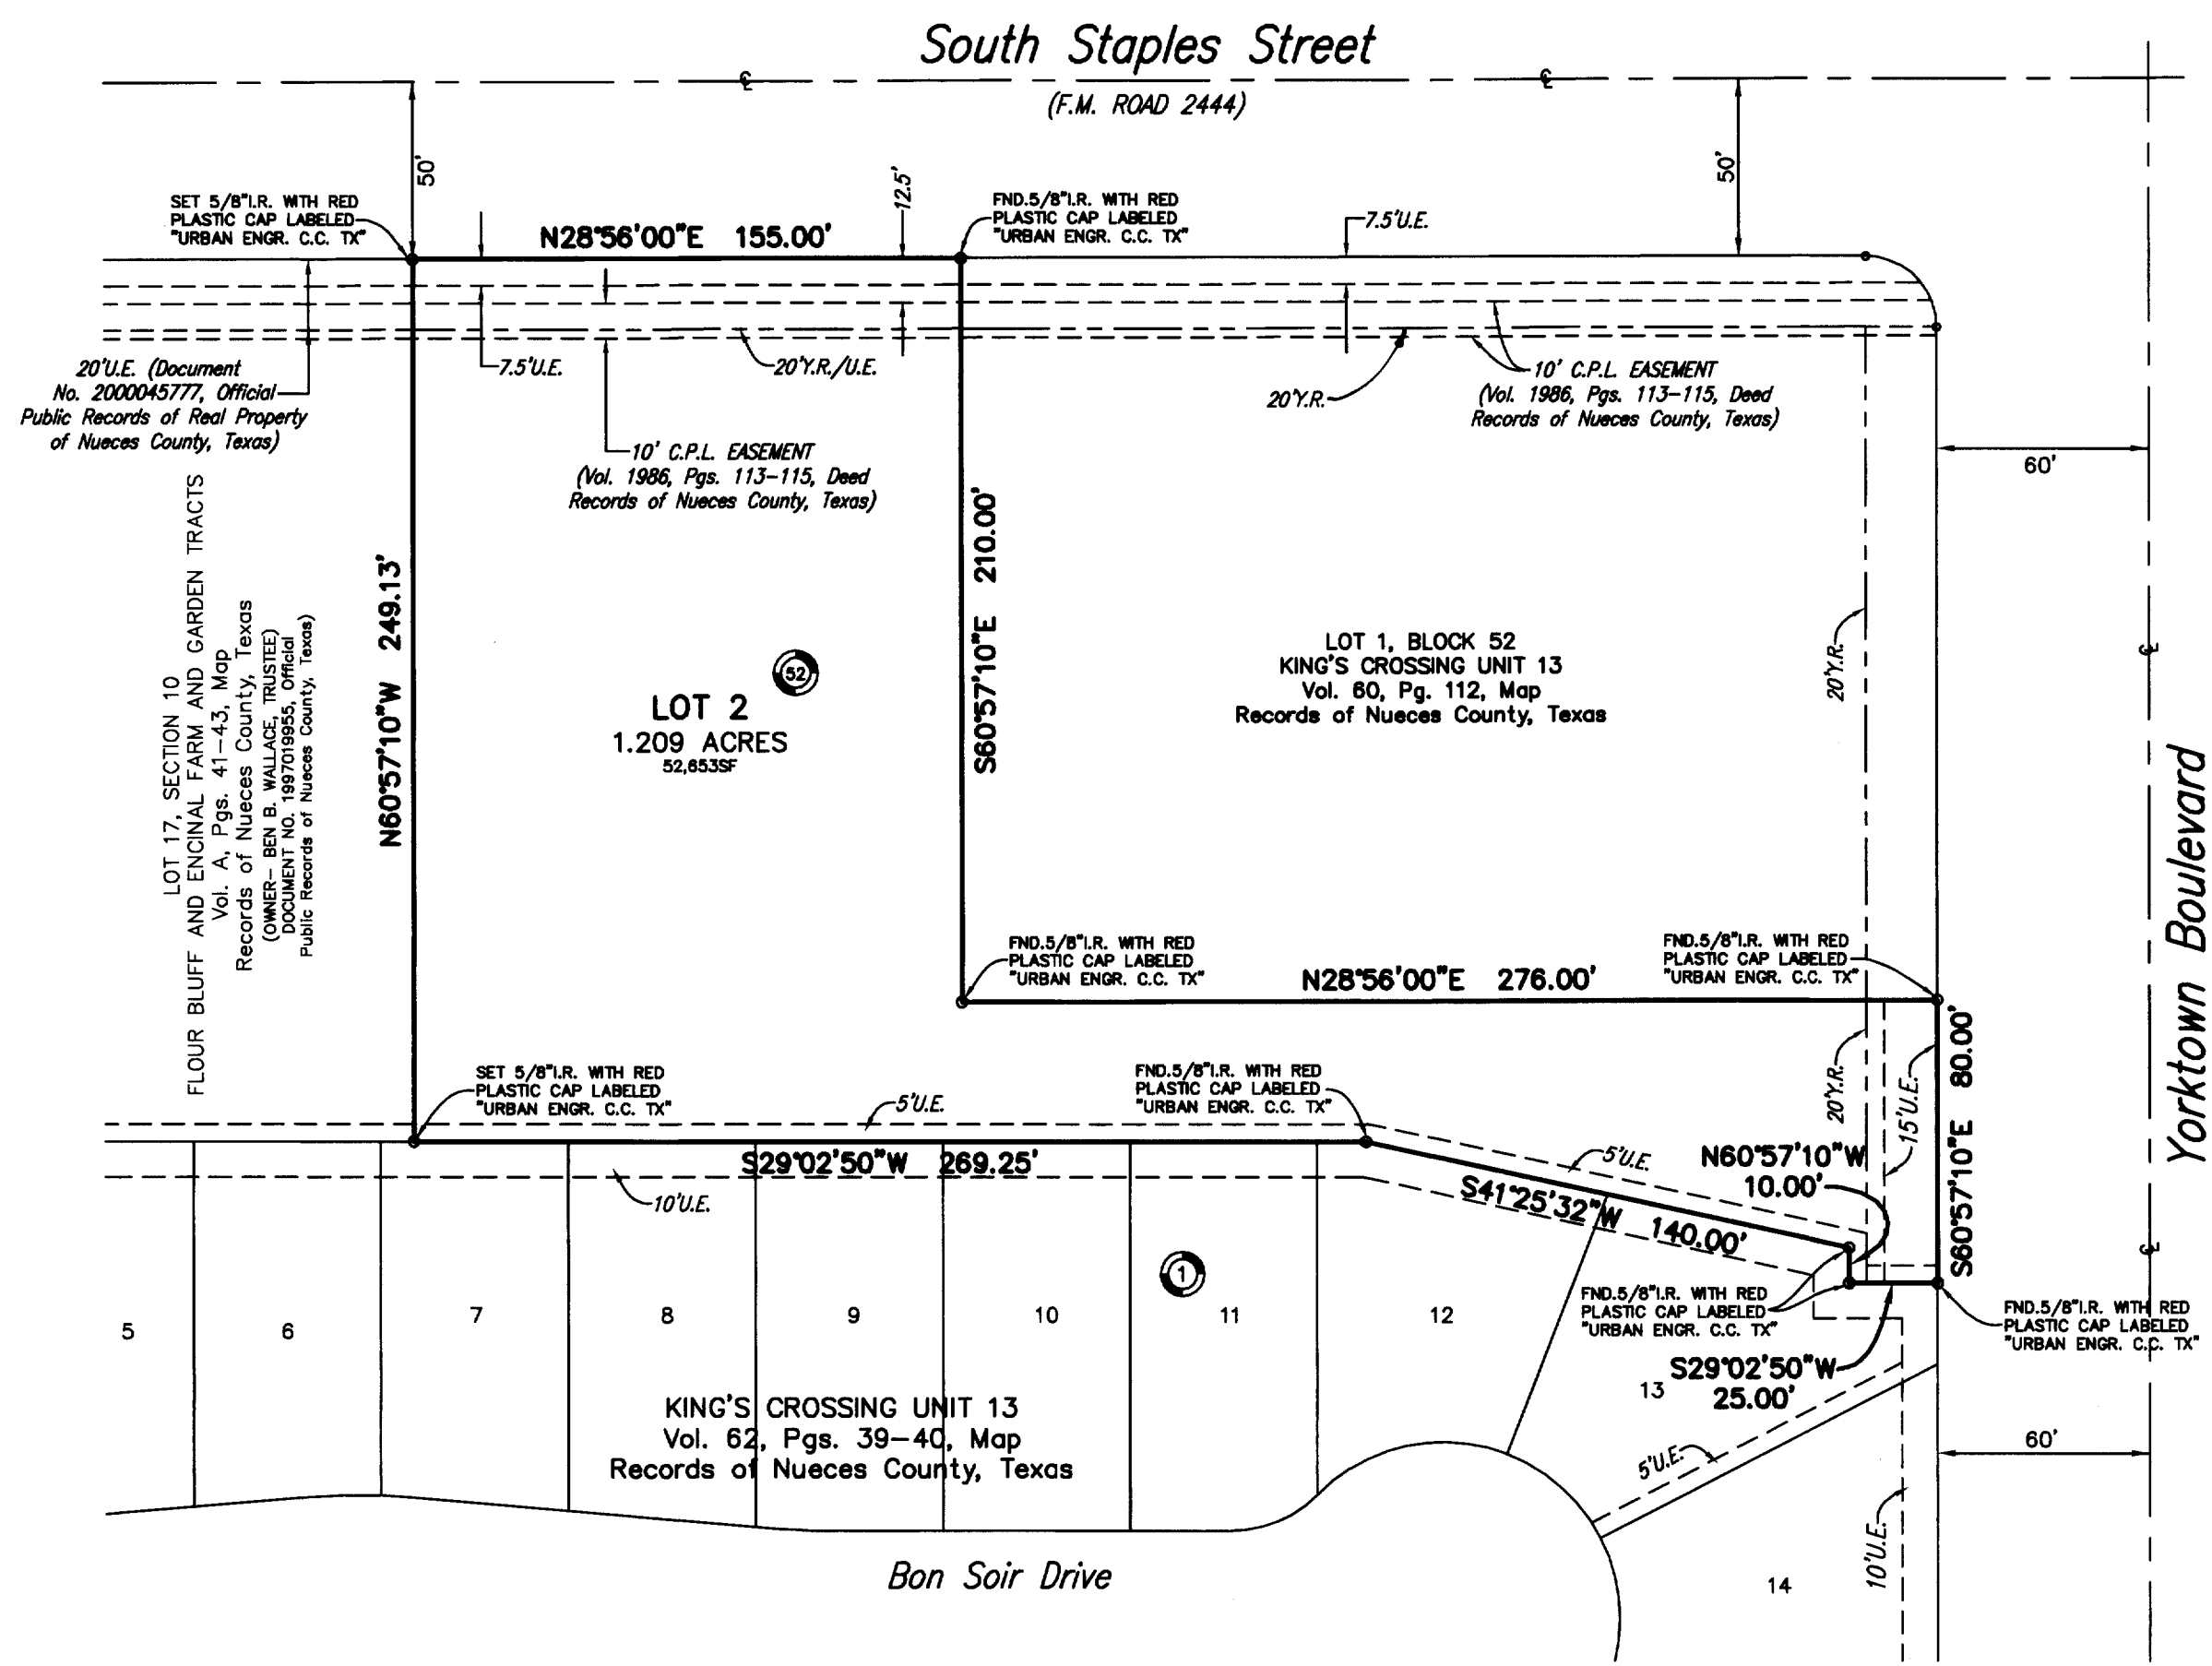 South Staples Street
(F.M. ROAD 2444)
℄
℄
50'
50'
SET 5/8"I.R. WITH RED
PLASTIC CAP LABELED
"URBAN ENGR. C.C. TX"
N28°56'00"E 155.00'
12.5'
FND.5/8"I.R. WITH RED
PLASTIC CAP LABELED
"URBAN ENGR. C.C. TX"
7.5'U.E.
20'U.E. (Document
No. 2000045777, Official
Public Records of Real Property
of Nueces County, Texas)
7.5'U.E.
20'Y.R./U.E.
10' C.P.L. EASEMENT
(Vol. 1986, Pgs. 113-115, Deed
Records of Nueces County, Texas)
20'Y.R.
10' C.P.L. EASEMENT
(Vol. 1986, Pgs. 113-115, Deed
Records of Nueces County, Texas)
60'
LOT 17, SECTION 10
FLOUR BLUFF AND ENCINAL FARM AND GARDEN TRACTS
Vol. A, Pgs. 41-43, Map
Records of Nueces County, Texas
(OWNER- BEN B. WALLACE, TRUSTEE)
DOCUMENT NO. 1997019955, Official
Public Records of Nueces County, Texas)
N60°57'10"W 249.13'
52
LOT 2
1.209 ACRES
52,653SF
S60°57'10"E 210.00'
LOT 1, BLOCK 52
KING'S CROSSING UNIT 13
Vol. 60, Pg. 112, Map
Records of Nueces County, Texas
20'Y.R.
℄
Yorktown Boulevard
FND.5/8"I.R. WITH RED
PLASTIC CAP LABELED
"URBAN ENGR. C.C. TX"
N28°56'00"E 276.00'
FND.5/8"I.R. WITH RED
PLASTIC CAP LABELED
"URBAN ENGR. C.C. TX"
SET 5/8"I.R. WITH RED
PLASTIC CAP LABELED
"URBAN ENGR. C.C. TX"
5'U.E.
FND.5/8"I.R. WITH RED
PLASTIC CAP LABELED
"URBAN ENGR. C.C. TX"
20'Y.R.
15'U.E.
S60°57'10"E 80.00'
S29°02'50"W 269.25'
10'U.E.
5'U.E.
S41°25'32"W 140.00'
N60°57'10"W
10.00'
℄
1
5
6
7
8
9
10
11
12
FND.5/8"I.R. WITH RED
PLASTIC CAP LABELED
"URBAN ENGR. C.C. TX"
FND.5/8"I.R. WITH RED
PLASTIC CAP LABELED
"URBAN ENGR. C.C. TX"
13
S29°02'50"W
25.00'
KING'S CROSSING UNIT 13
Vol. 62, Pgs. 39-40, Map
Records of Nueces County, Texas
5'U.E.
60'
10'U.E.
Bon Soir Drive
14